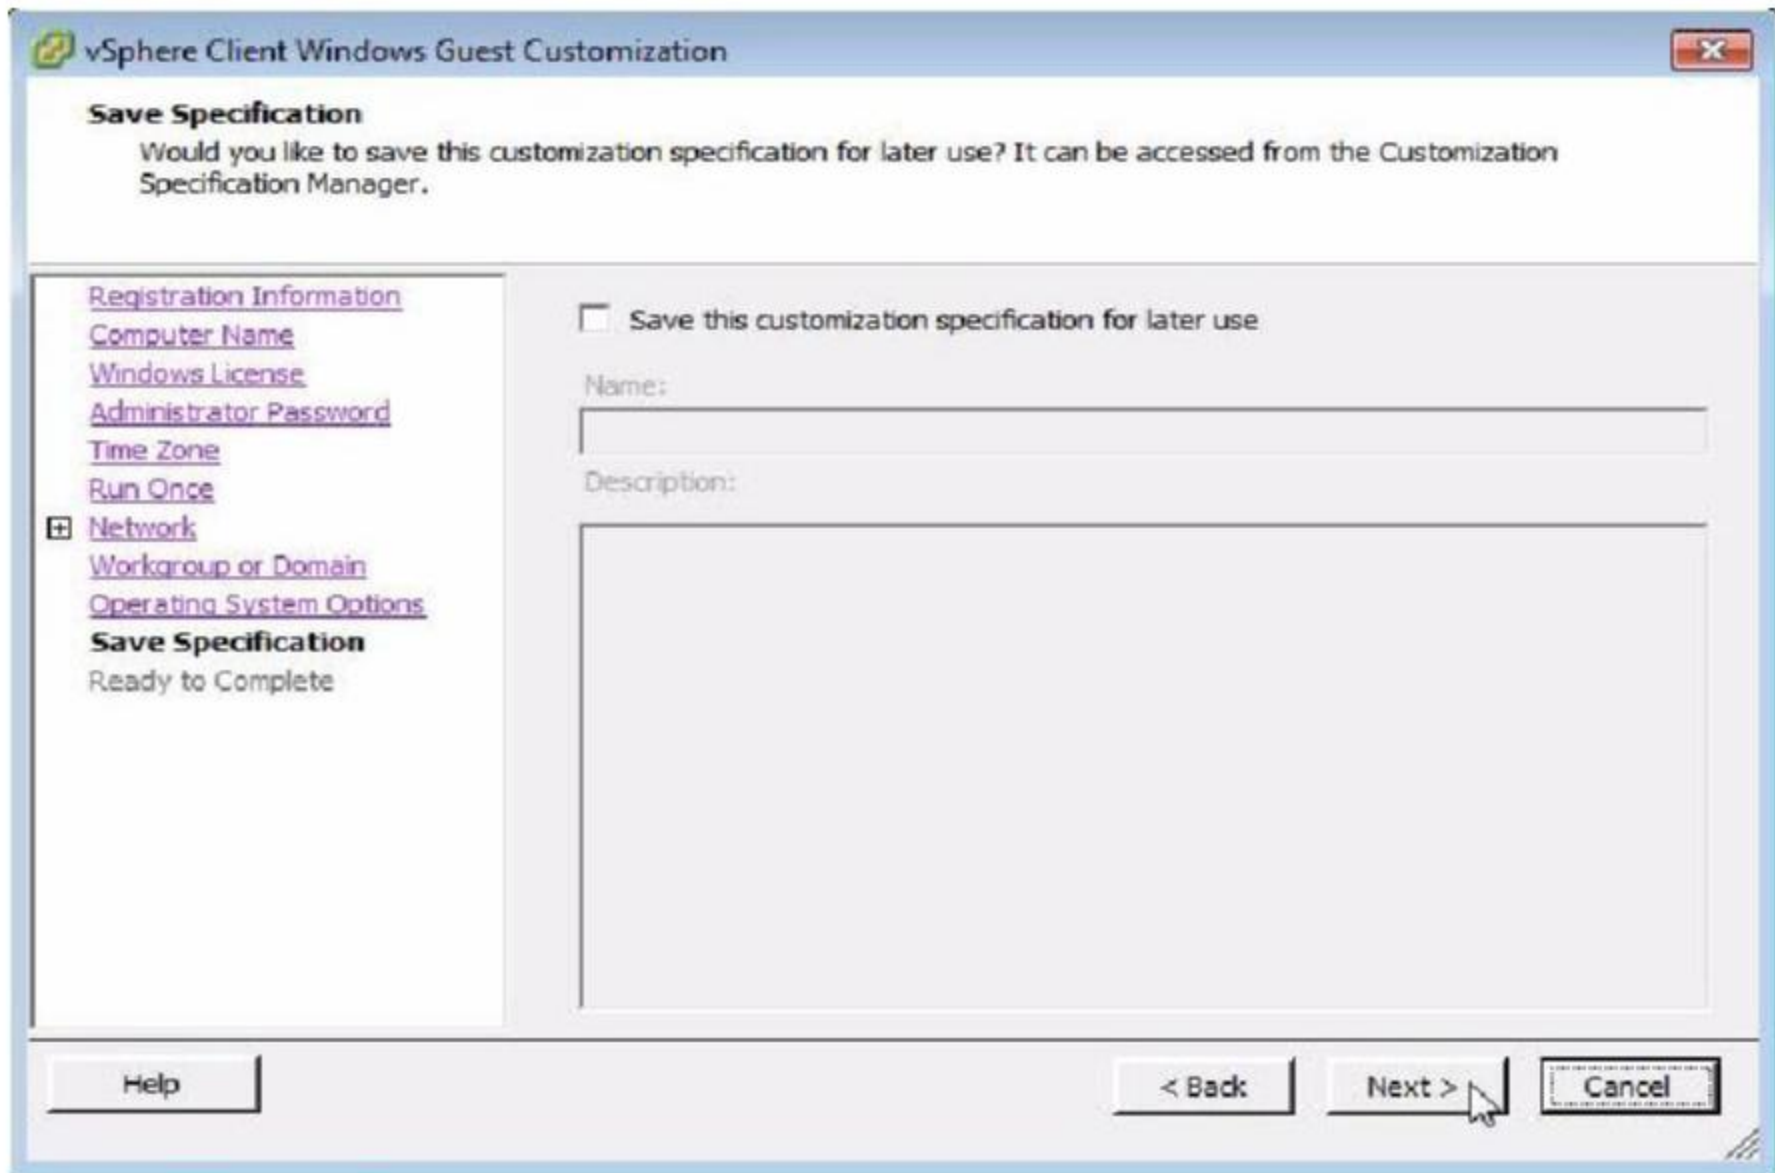 vSphere Client Windows Guest Customization
Save Specification
Would you like to save this customization specification for later use? It can be accessed from the Customization
Specification Manager.
Registration Information
Computer Name
Windows License
Administrator Password
Time Zone
Run Once
Network
Workgroup or Domain
Operating System Options
Save Specification
Ready to Complete
Save this customization specification for later use
Name:
Description:
Help
< Back
Next >
Cancel